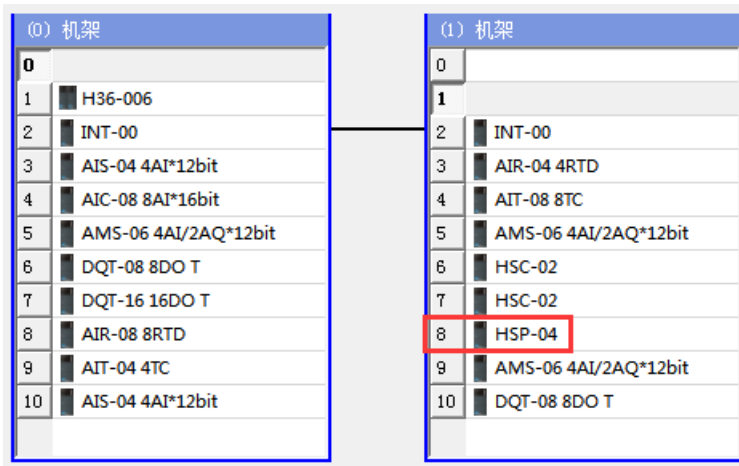 (0) 机架
0
1 H36-006
2 INT-00
3 AIS-04 4AI*12bit
4 AIC-08 8AI*16bit
5 AMS-06 4AI/2AQ*12bit
6 DQT-08 8DO T
7 DQT-16 16DO T
8 AIR-08 8RTD
9 AIT-04 4TC
10 AIS-04 4AI*12bit
(1) 机架
0
1
2 INT-00
3 AIR-04 4RTD
4 AIT-08 8TC
5 AMS-06 4AI/2AQ*12bit
6 HSC-02
7 HSC-02
8 HSP-04
9 AMS-06 4AI/2AQ*12bit
10 DQT-08 8DO T